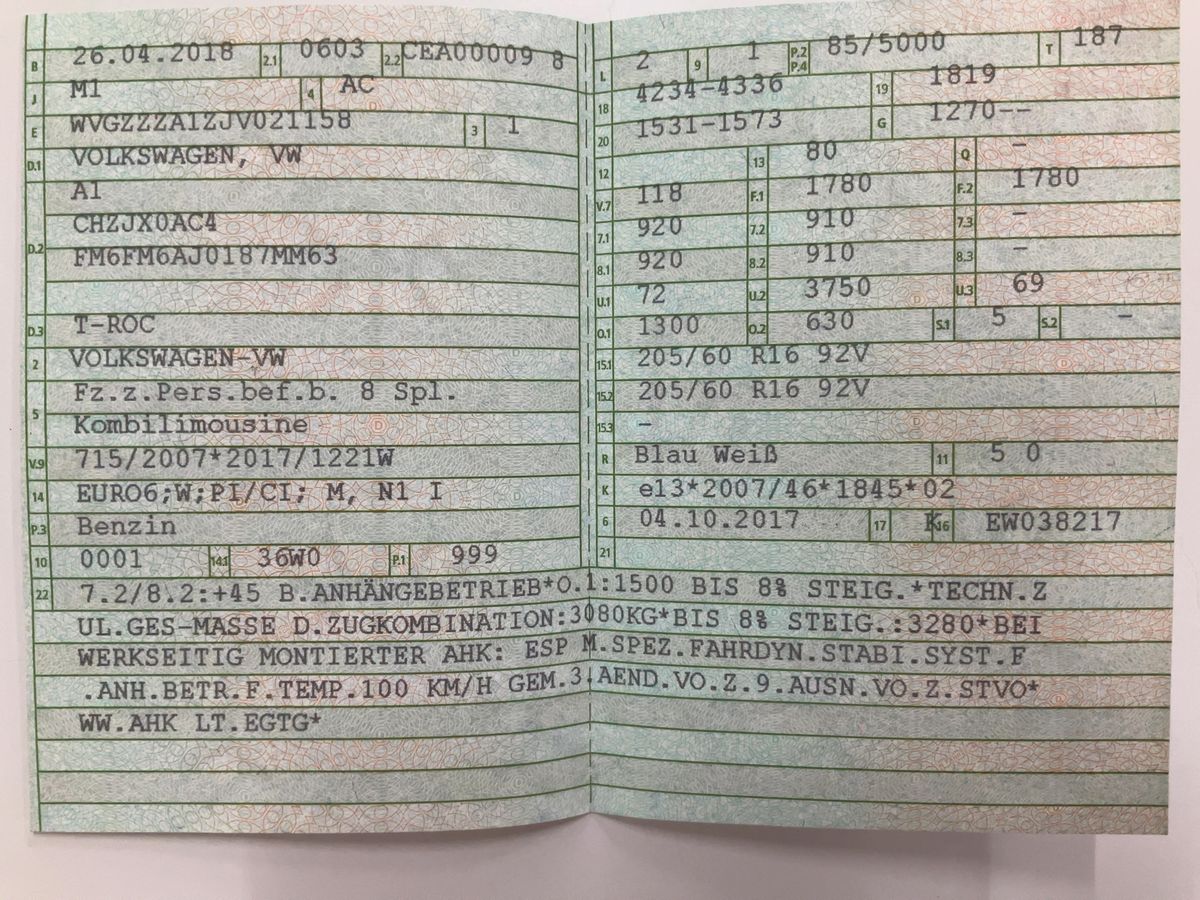 B 26.04.2018 2.1 0603 2.2 CEA00009 8
J M1 4 AC
E WVGZZZA1ZJV021158 3 1
D.1 VOLKSWAGEN, VW
A1
D.2 CHZJX0AC4
FM6FM6AJ0187MM63
D.3 T-ROC
2 VOLKSWAGEN-VW
5 Fz.z.Pers.bef.b. 8 Spl.
Kombilimousine
V.9 715/2007*2017/1221W
14 EURO6;W;PI/CI; M, N1 I
P.3 Benzin
10 0001 14.1 36W0 P.1 999
L 2 9 1 P.2 P.4 85/5000 T 187
18 4234-4336 19 1819
20 1531-1573 G 1270--
12 13 80 Q -
V.7 118 F.1 1780 F.2 1780
7.1 920 7.2 910 7.3 -
8.1 920 8.2 910 8.3 -
U.1 72 U.2 3750 U.3 69
O.1 1300 O.2 630 S.1 5 S.2 -
15.1 205/60 R16 92V
15.2 205/60 R16 92V
15.3 -
R Blau Weiß 11 5 0
K e13*2007/46*1845*02
6 04.10.2017 17 K 16 EW038217
21
22 7.2/8.2:+45 B.ANHÄNGEBETRIEB*O.1:1500 BIS 8% STEIG.*TECHN.Z
UL.GES-MASSE D.ZUGKOMBINATION:3080KG*BIS 8% STEIG.:3280*BEI
WERKSEITIG MONTIERTER AHK: ESP M.SPEZ.FAHRDYN.STABI.SYST.F
.ANH.BETR.F.TEMP.100 KM/H GEM.3.AEND.VO.Z.9.AUSN.VO.Z.STVO*
WW.AHK LT.EGTG*